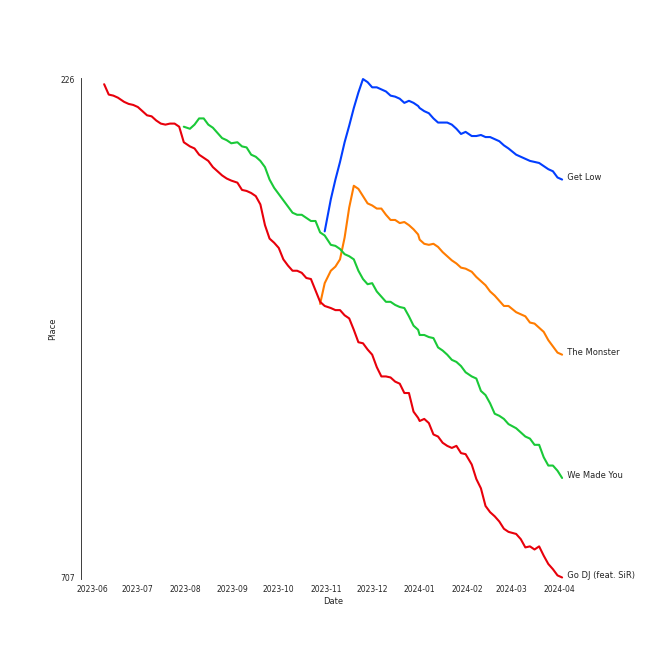 226
Get Low
The Monster
Place
We Made You
Go DJ (feat. SiR)
707
2023-06 2023-07 2023-08 2023-09 2023-10 2023-11 2023-12 2024-01 2024-02 2024-03 2024-04
Date